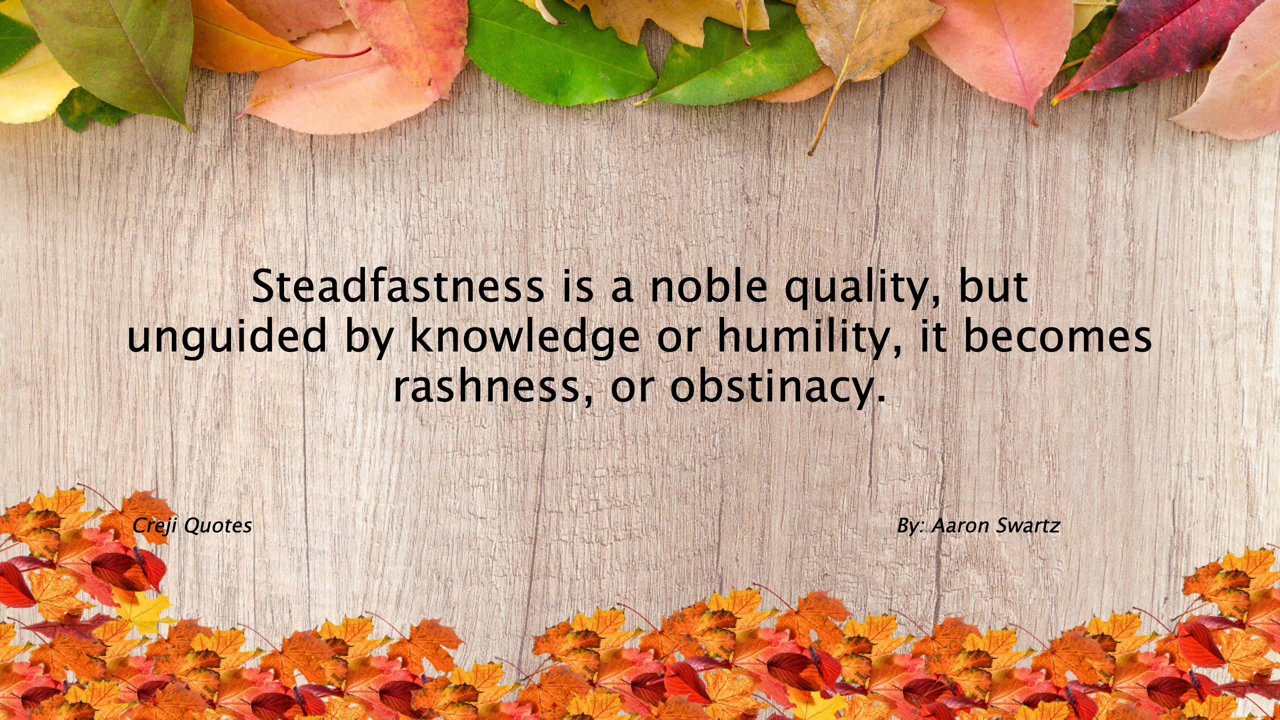 Steadfastness is a noble quality, but
unguided by knowledge or humility, it becomes
rashness, or obstinacy.
Creji Quotes
By: Aaron Swartz